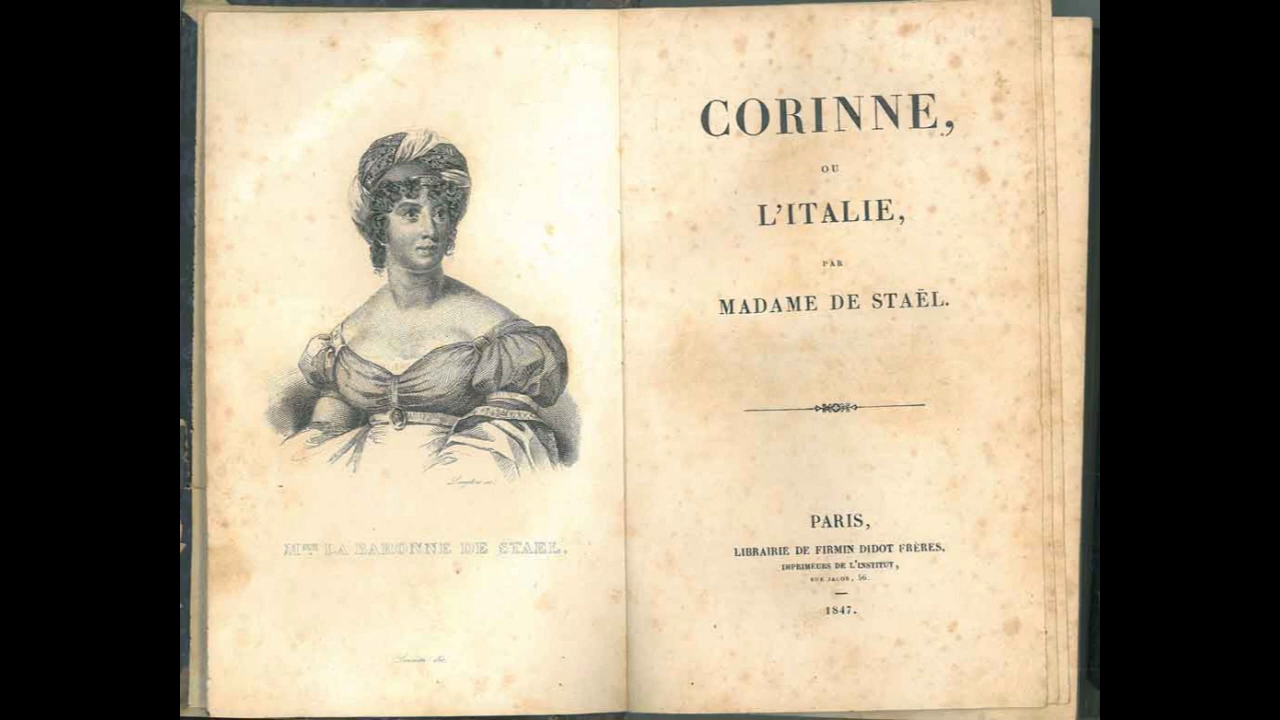 Mme LA BARONNE DE STAEL.
CORINNE,
OU
L'ITALIE,
PAR
MADAME DE STAËL.
PARIS,
LIBRAIRIE DE FIRMIN DIDOT FRÈRES,
IMPRIMEURS DE L'INSTITUT,
RUE JACOB, 56.
1847.